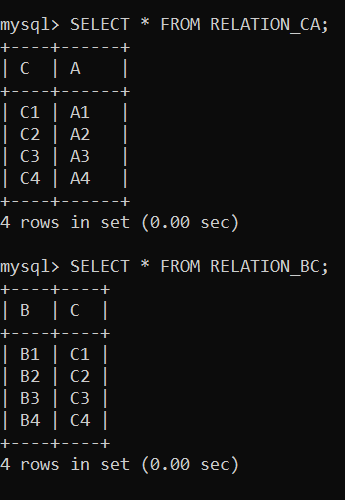 mysql> SELECT * FROM RELATION_CA;
+----+------+
| C  | A    |
+----+------+
| C1 | A1   |
| C2 | A2   |
| C3 | A3   |
| C4 | A4   |
+----+------+
4 rows in set (0.00 sec)

mysql> SELECT * FROM RELATION_BC;
+----+----+
| B  | C  |
+----+----+
| B1 | C1 |
| B2 | C2 |
| B3 | C3 |
| B4 | C4 |
+----+----+
4 rows in set (0.00 sec)